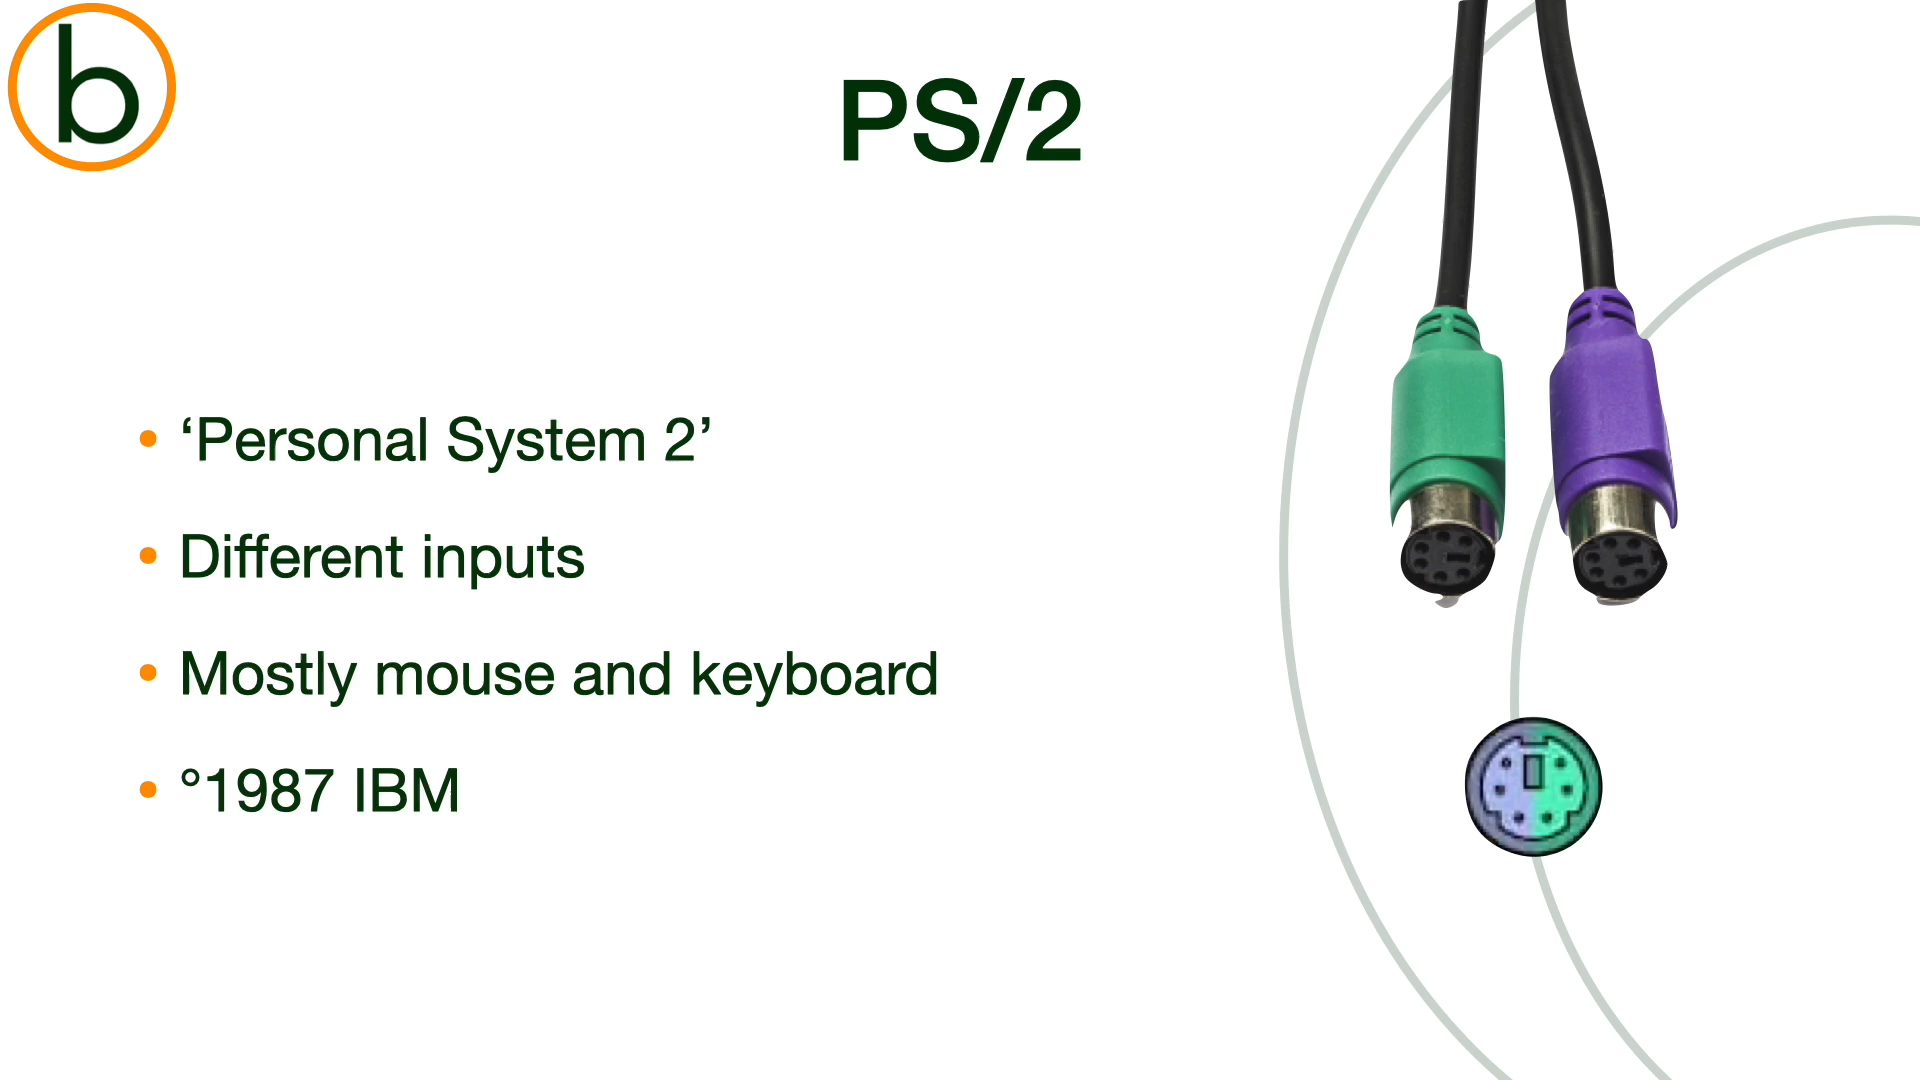 b
PS/2
‘Personal System 2’
Different inputs
Mostly mouse and keyboard
°1987 IBM